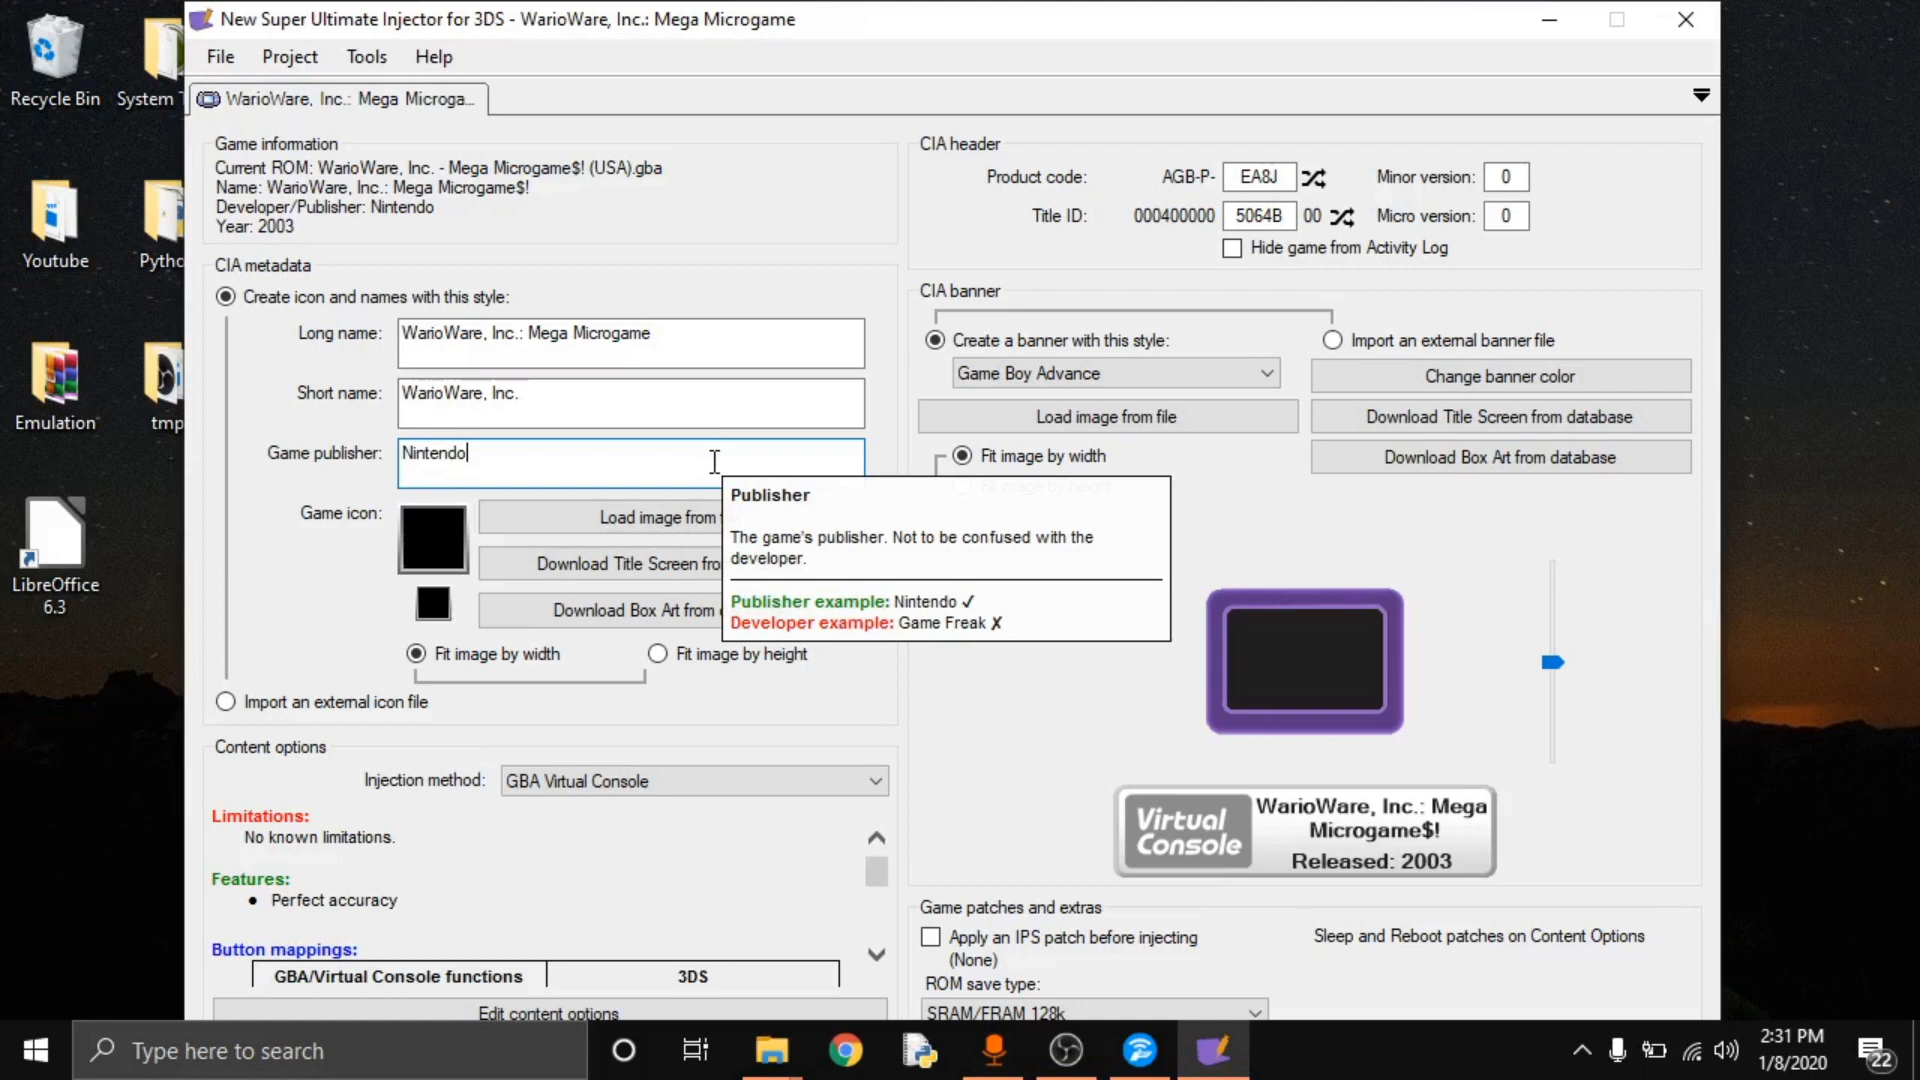 New Super Ultimate Injector for 3DS - WarioWare, Inc.: Mega Microgame
File Project Tools Help
WarioWare, Inc.: Mega Microga...
Recycle Bin
System
Youtube
Pytho
Emulation
tmp
LibreOffice
6.3
Game information
Current ROM: WarioWare, Inc. - Mega Microgame$! (USA).gba
Name: WarioWare, Inc.: Mega Microgame$!
Developer/Publisher: Nintendo
Year: 2003
CIA metadata
Create icon and names with this style:
Long name: WarioWare, Inc.: Mega Microgame
Short name: WarioWare, Inc.
Game publisher: Nintendo
Game icon: Load image from
Download Title Screen fro
Download Box Art from
Fit image by width Fit image by height
Import an external icon file
Content options
Injection method: GBA Virtual Console
Limitations:
No known limitations.
Features:
● Perfect accuracy
Button mappings:
GBA/Virtual Console functions 3DS
Edit content options
CIA header
Product code: AGB-P- EA8J Minor version: 0
Title ID: 000400000 5064B 00 Micro version: 0
Hide game from Activity Log
CIA banner
Create a banner with this style: Import an external banner file
Game Boy Advance Change banner color
Load image from file Download Title Screen from database
Fit image by width Download Box Art from database
Fit image by height
Publisher
The game's publisher. Not to be confused with the
developer.
Publisher example: Nintendo ✓
Developer example: Game Freak ✗
Virtual
Console
WarioWare, Inc.: Mega
Microgame$!
Released: 2003
Game patches and extras
Apply an IPS patch before injecting Sleep and Reboot patches on Content Options
(None)
ROM save type:
SRAM/FRAM 128k
Type here to search
2:31 PM
1/8/2020
22